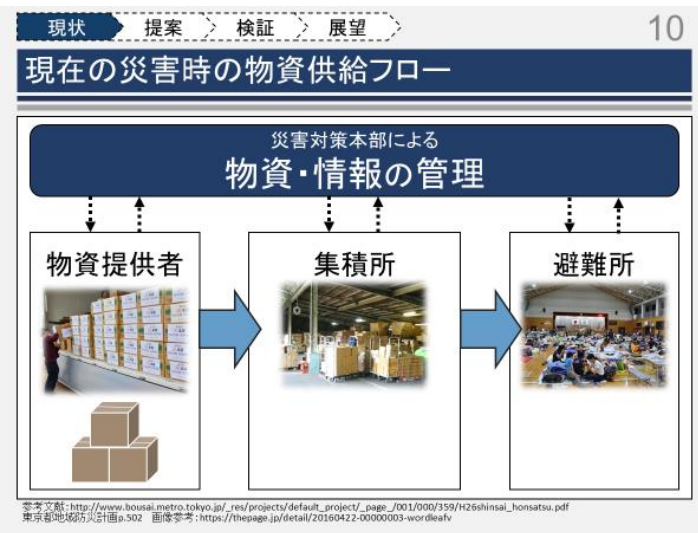 現状 提案 検証 展望
10
現在の災害時の物資供給フロー
災害対策本部による
物資・情報の管理
物資提供者
集積所
避難所
参考文献:http://www.bousai.metro.tokyo.jp/_res/projects/default_project/_page_/001/000/359/H26shinsai_honsatsu.pdf
東京都地域防災計画p.502 画像参考:https://thepage.jp/detail/20160422-00000003-wordleafv